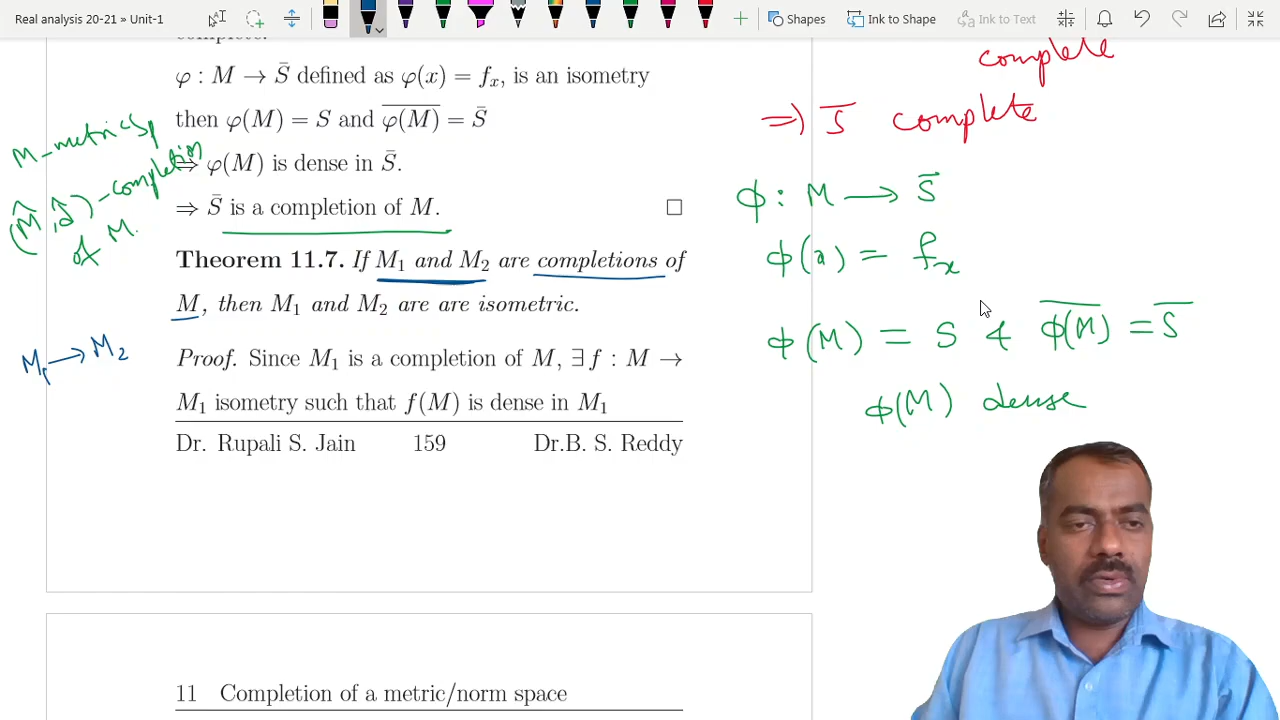 Real analysis 20-21 » Unit-1
Shapes
Ink to Shape
Ink to Text
complete.
φ : M → S̄ defined as φ(x) = fₓ, is an isometry
then φ(M) = S and \overline{φ(M)} = S̄
⇒ φ(M) is dense in S̄.
⇒ S̄ is a completion of M. □
Theorem 11.7. If M₁ and M₂ are completions of
M, then M₁ and M₂ are are isometric.
Proof. Since M₁ is a completion of M, ∃ f : M →
M₁ isometry such that f(M) is dense in M₁
Dr. Rupali S. Jain 159 Dr.B. S. Reddy
11 Completion of a metric/norm space
M-metric sp
(M̂, d̂) - completion
of M.
M₁ → M₂
complete
⇒ S̄ complete
φ : M → S̄
φ(x) = fₓ
φ(M) = S & \overline{φ(M)} = S̄
φ(M) dense